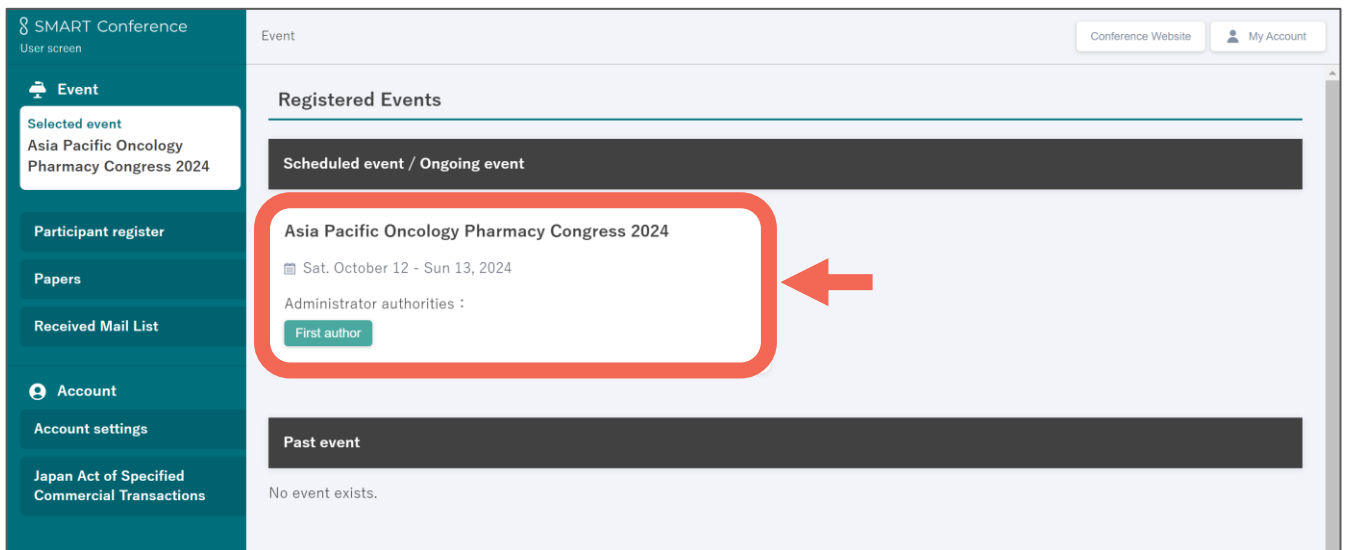 SMART Conference
User screen
Event
Conference Website
My Account
Event
Selected event
Asia Pacific Oncology
Pharmacy Congress 2024
Participant register
Papers
Received Mail List
Account
Account settings
Japan Act of Specified
Commercial Transactions
Registered Events
Scheduled event / Ongoing event
Asia Pacific Oncology Pharmacy Congress 2024
Sat. October 12 - Sun 13, 2024
Administrator authorities：
First author
Past event
No event exists.